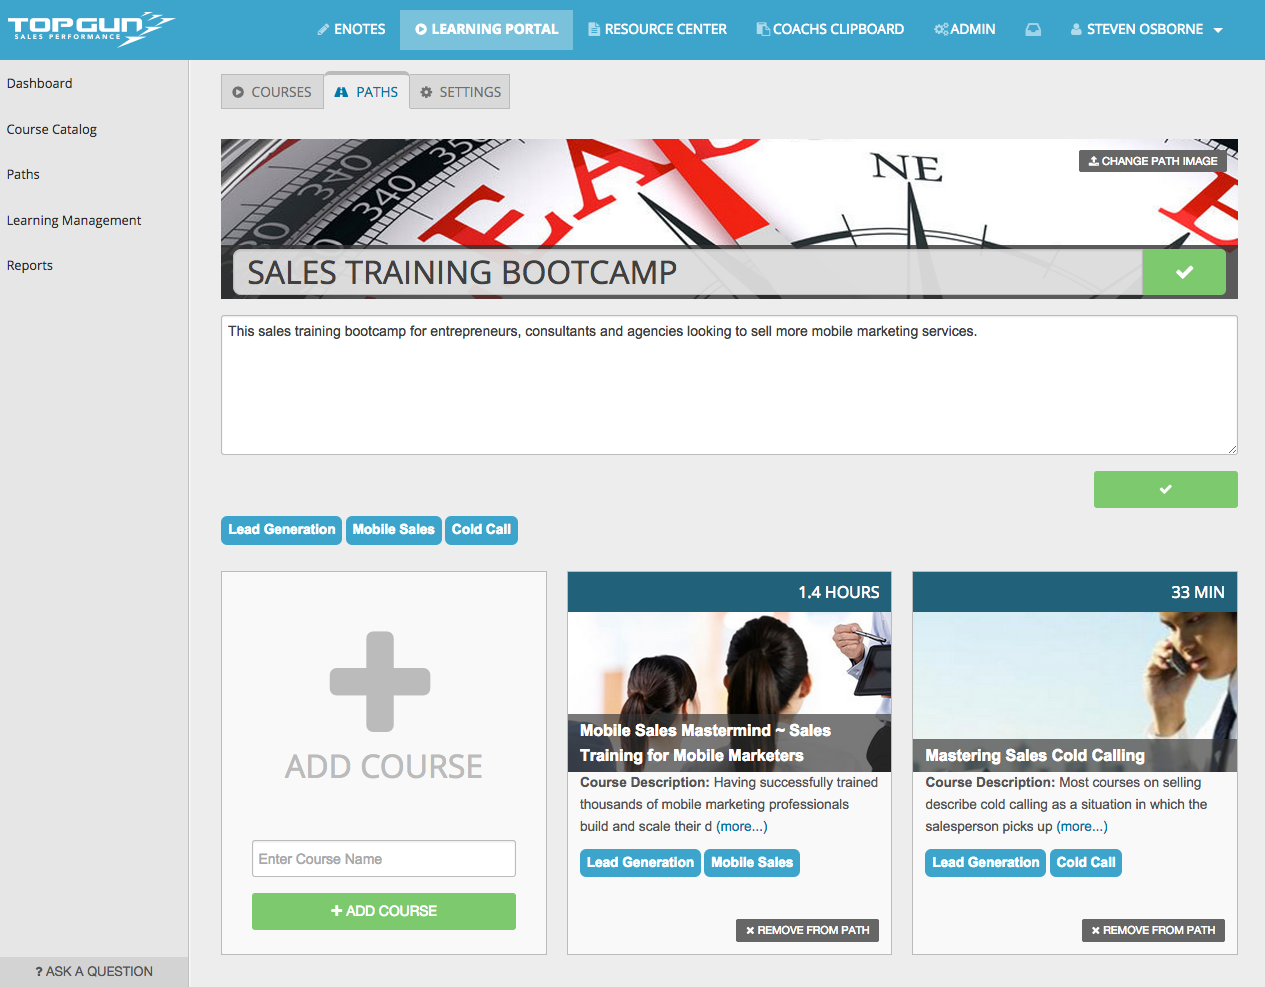 TOPGUN
SALES PERFORMANCE
ENOTES
LEARNING PORTAL
RESOURCE CENTER
COACHS CLIPBOARD
ADMIN
STEVEN OSBORNE
Dashboard
Course Catalog
Paths
Learning Management
Reports
? ASK A QUESTION
COURSES
PATHS
SETTINGS
340
350
340
330
NE
CHANGE PATH IMAGE
SALES TRAINING BOOTCAMP
This sales training bootcamp for entrepreneurs, consultants and agencies looking to sell more mobile marketing services.
Lead Generation
Mobile Sales
Cold Call
ADD COURSE
Enter Course Name
+ ADD COURSE
1.4 HOURS
Mobile Sales Mastermind ~ Sales
Training for Mobile Marketers
Course Description: Having successfully trained
thousands of mobile marketing professionals
build and scale their d (more...)
Lead Generation
Mobile Sales
REMOVE FROM PATH
33 MIN
Mastering Sales Cold Calling
Course Description: Most courses on selling
describe cold calling as a situation in which the
salesperson picks up (more...)
Lead Generation
Cold Call
REMOVE FROM PATH